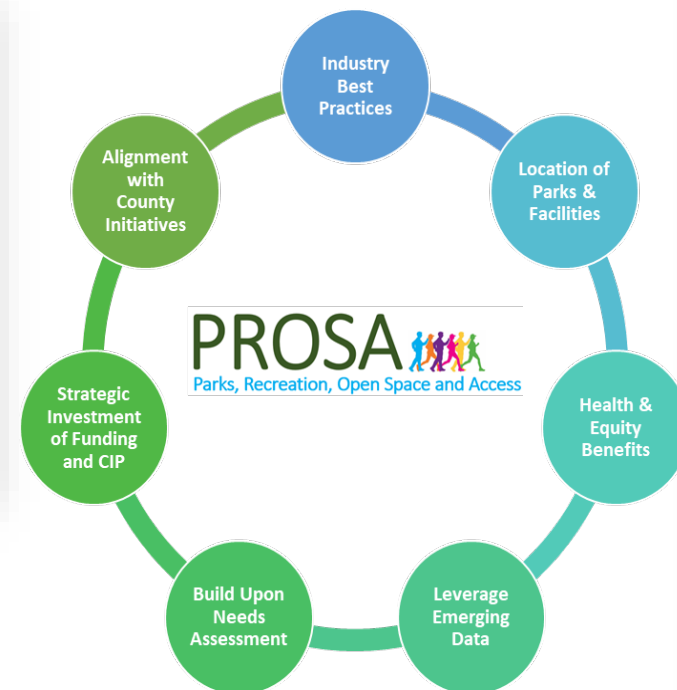 Industry
Best
Practices
Location of
Parks &
Facilities
Health &
Equity
Benefits
Leverage
Emerging
Data
Build Upon
Needs
Assessment
Strategic
Investment
of Funding
and CIP
Alignment
with
County
Initiatives
PROSA
Parks, Recreation, Open Space and Access